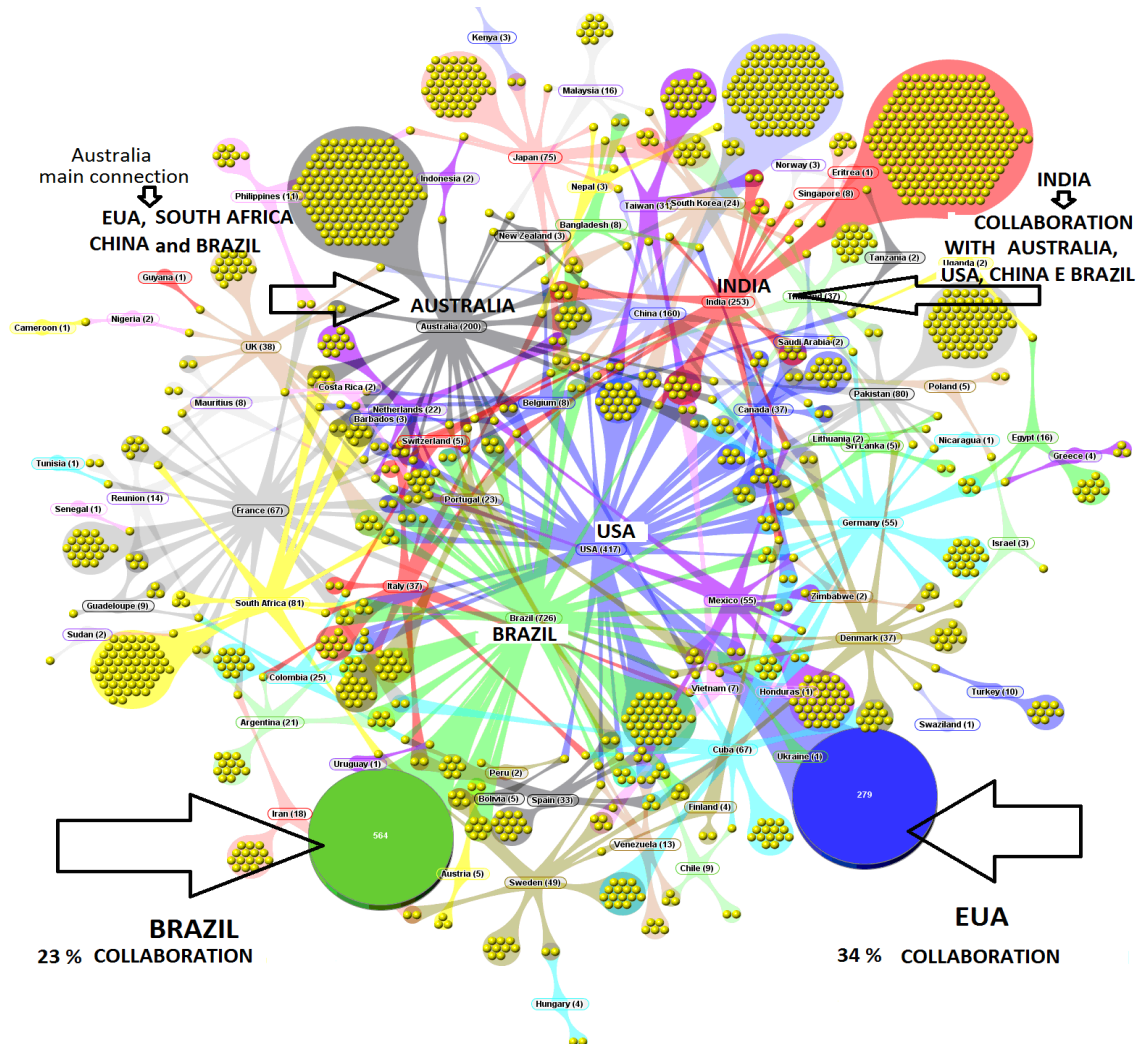 Kenya (3)
Malaysia (16)
Japan (75)
Norway (3)
Eritrea (1)
Singapore (8)
Australia
main connection
EUA, SOUTH AFRICA
CHINA and BRAZIL
INDIA
COLLABORATION
WITH AUSTRALIA,
USA, CHINA E BRAZIL
Indonesia (2)
Nepal (3)
Philippines (11)
Taiwan (31)
South Korea (24)
Bangladesh (8)
New Zealand (3)
Tanzania (2)
Uganda (2)
Guyana (1)
INDIA
India (253)
Thailand (37)
AUSTRALIA
Australia (200)
China (160)
Cameroon (1)
Nigeria (2)
UK (38)
Saudi Arabia (2)
Costa Rica (2)
Poland (5)
Pakistan (80)
Mauritius (8)
Netherlands (22)
Belgium (8)
Barbados (3)
Canada (37)
Switzerland (5)
Lithuania (2)
Sri Lanka (5)
Nicaragua (1)
Egypt (16)
Greece (4)
Tunisia (1)
Reunion (14)
Portugal (23)
Senegal (1)
France (67)
USA
USA (417)
Germany (55)
Israel (3)
Italy (37)
Guadeloupe (9)
South Africa (81)
Mexico (55)
Zimbabwe (2)
Brazil (726)
BRAZIL
Sudan (2)
Denmark (37)
Colombia (25)
Vietnam (7)
Honduras (1)
Turkey (10)
Argentina (21)
Swaziland (1)
Cuba (67)
Ukraine (1)
Uruguay (1)
Peru (2)
Bolivia (5)
Spain (33)
Finland (4)
279
Iran (18)
564
Venezuela (13)
Chile (9)
Austria (5)
Sweden (49)
BRAZIL
23 % COLLABORATION
EUA
34 % COLLABORATION
Hungary (4)